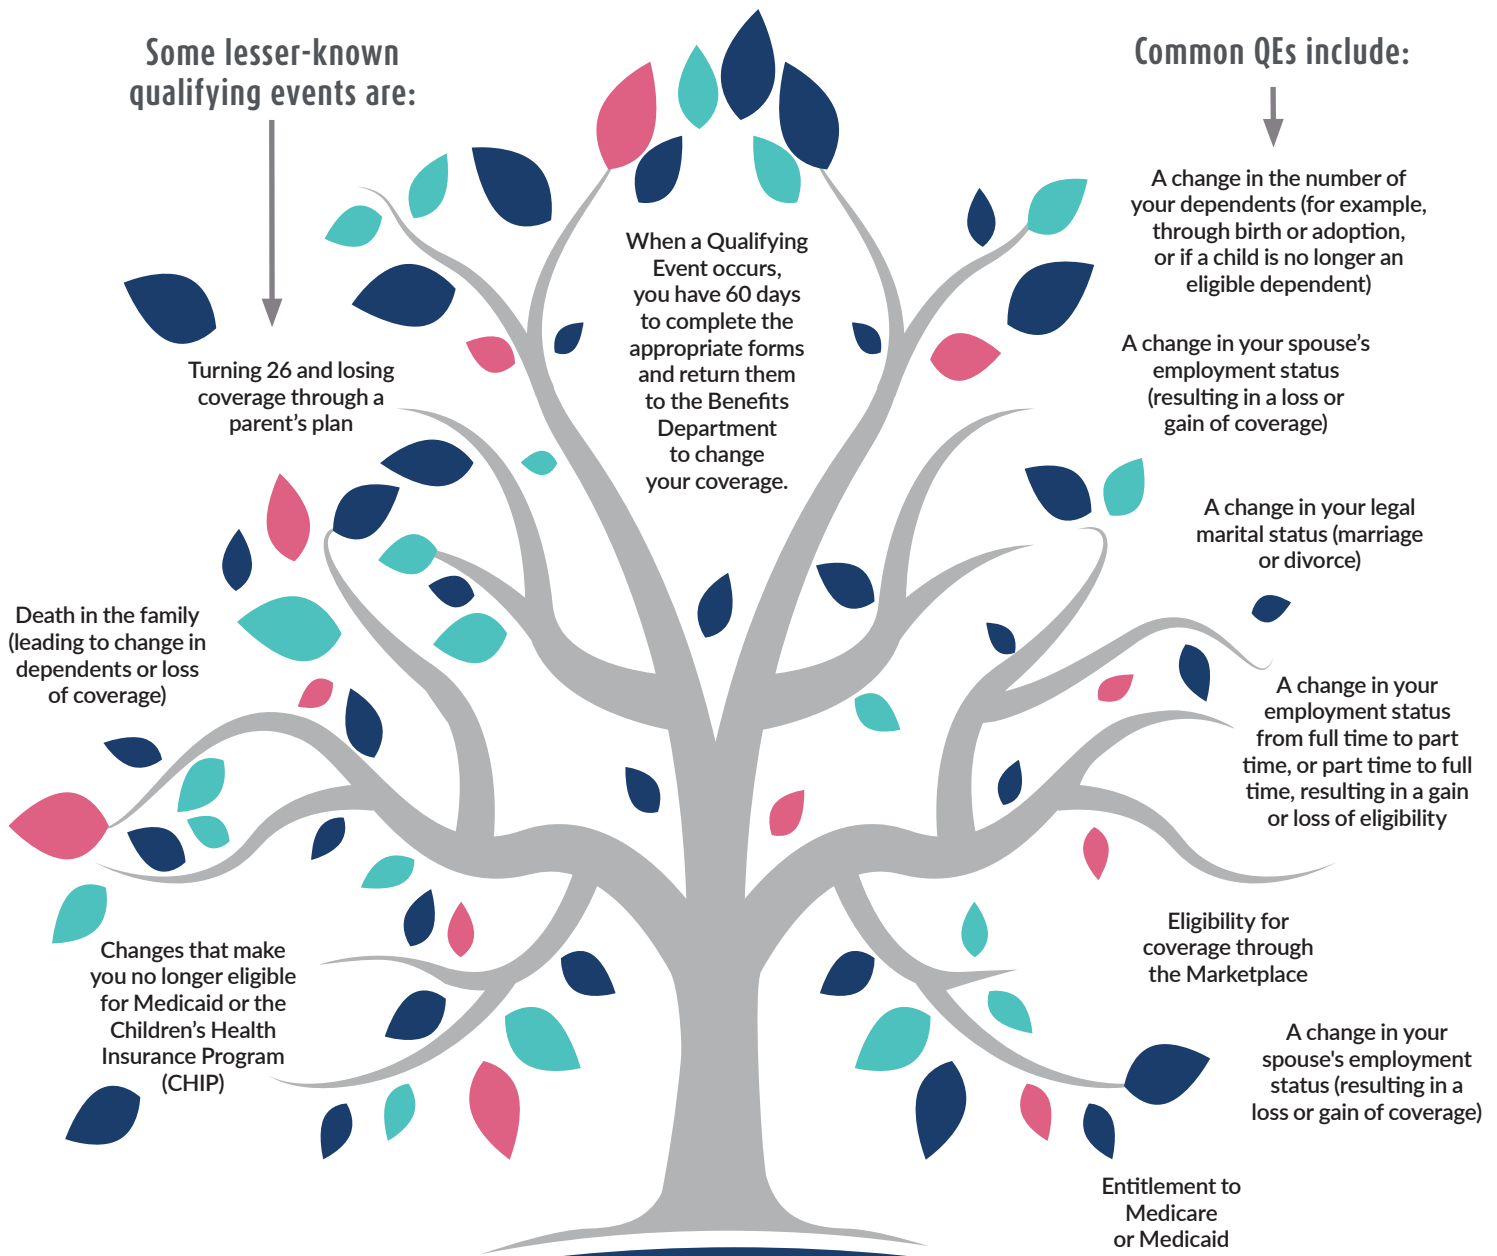 Some lesser-known
qualifying events are:
Turning 26 and losing
coverage through a
parent’s plan
Death in the family
(leading to change in
dependents or loss
of coverage)
Changes that make
you no longer eligible
for Medicaid or the
Children’s Health
Insurance Program
(CHIP)
When a Qualifying
Event occurs,
you have 60 days
to complete the
appropriate forms
and return them
to the Benefits
Department
to change
your coverage.
Common QEs include:
A change in the number of
your dependents (for example,
through birth or adoption,
or if a child is no longer an
eligible dependent)
A change in your spouse’s
employment status
(resulting in a loss or
gain of coverage)
A change in your legal
marital status (marriage
or divorce)
A change in your
employment status
from full time to part
time, or part time to full
time, resulting in a gain
or loss of eligibility
Eligibility for
coverage through
the Marketplace
A change in your
spouse's employment
status (resulting in a
loss or gain of coverage)
Entitlement to
Medicare
or Medicaid